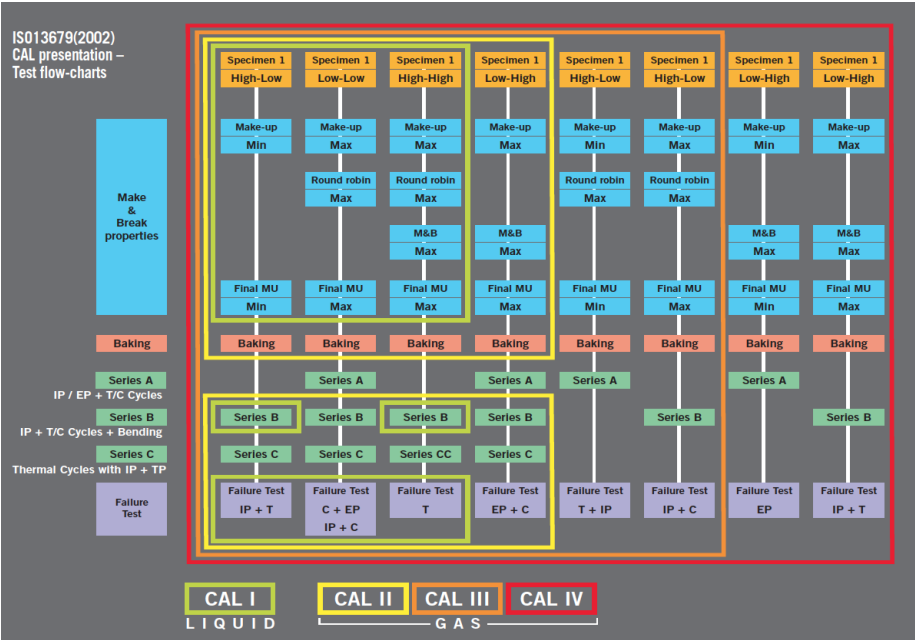 IS013679(2002)
CAL presentation –
Test flow-charts
Specimen 1 Specimen 1 Specimen 1 Specimen 1 Specimen 1 Specimen 1 Specimen 1 Specimen 1
High-Low Low-Low High-High Low-High High-Low High-Low Low-High Low-High
Make-up Make-up Make-up Make-up Make-up Make-up Make-up Make-up
Min Max Max Max Min Max Min Max
Round robin Round robin Round robin Round robin
Max Max Max Max
Make
&
Break
properties
M&B M&B M&B M&B
Max Max Max Max
Final MU Final MU Final MU Final MU Final MU Final MU Final MU Final MU
Min Max Max Max Min Max Min Max
Baking Baking Baking Baking Baking Baking Baking Baking Baking
Series A Series A Series A Series A Series A
IP / EP + T/C Cycles
Series B Series B Series B Series B Series B Series B Series B
IP + T/C Cycles + Bending
Series C Series C Series C Series CC Series C
Thermal Cycles with IP + TP
Failure
Test
Failure Test Failure Test Failure Test Failure Test Failure Test Failure Test Failure Test Failure Test
IP + T C + EP T EP + C T + IP IP + C EP IP + T
IP + C
CAL I CAL II CAL III CAL IV
LIQUID GAS